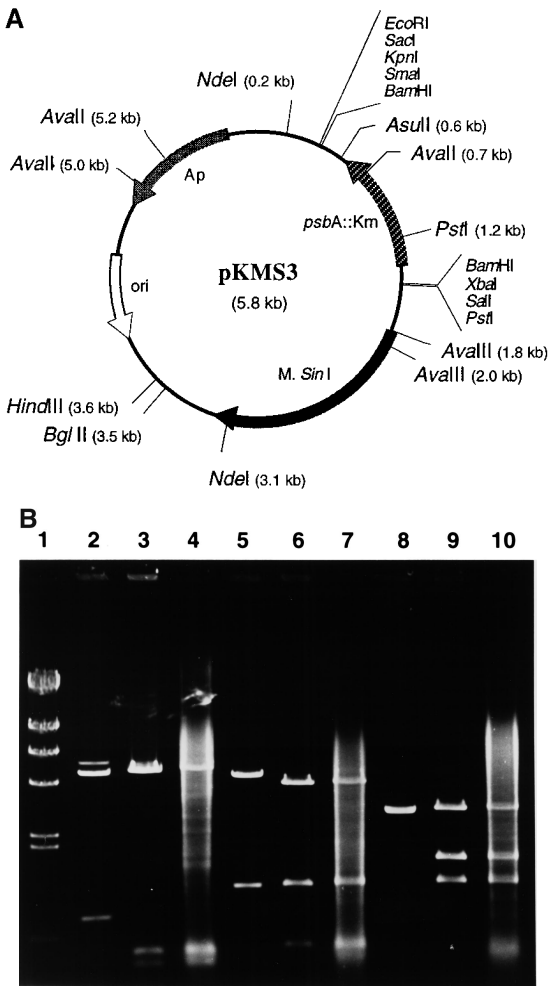 A
EcoRI
SacI
KpnI
SmaI
BamHI
NdeI (0.2 kb)
AvaII (5.2 kb)
AsuII (0.6 kb)
AvaII (0.7 kb)
AvaII (5.0 kb)
Ap
psbA::Km
PstI (1.2 kb)
pKMS3
(5.8 kb)
ori
BamHI
XbaI
SalI
PstI
AvaIII (1.8 kb)
AvaIII (2.0 kb)
M. Sin I
HindIII (3.6 kb)
Bgl II (3.5 kb)
NdeI (3.1 kb)
B
1 2 3 4 5 6 7 8 9 10